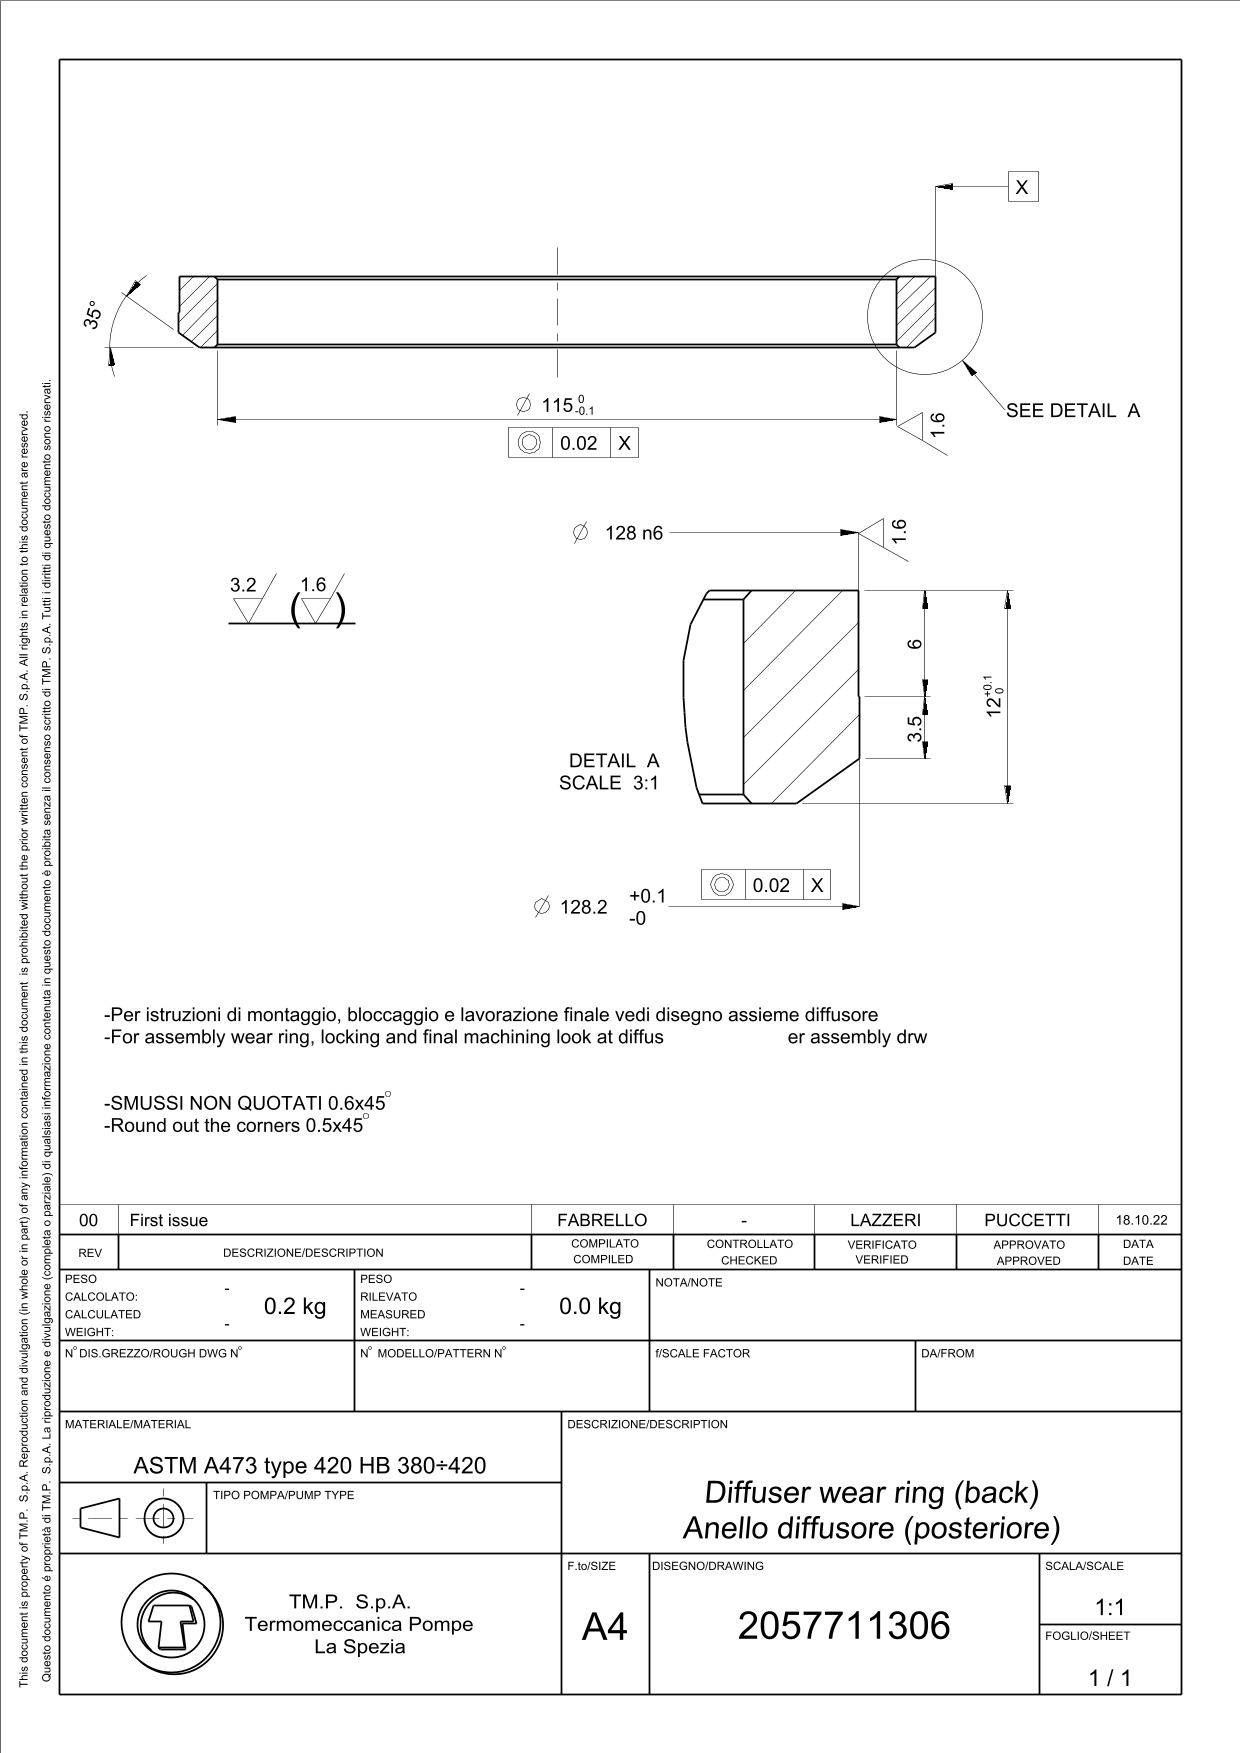 X
35°
SEE DETAIL A
⌀ 115 0 -0.1
0.02 X
1.6
⌀ 128 n6
1.6
3.2 (1.6)
6
3.5
12 +0.1 0
DETAIL A
SCALE 3:1
0.02 X
⌀ 128.2 +0.1 -0
-Per istruzioni di montaggio, bloccaggio e lavorazione finale vedi disegno assieme diffusore
-For assembly wear ring, locking and final machining look at diffus er assembly drw
-SMUSSI NON QUOTATI 0.6x45°
-Round out the corners 0.5x45°
00 First issue FABRELLO - LAZZERI PUCCETTI 18.10.22
REV DESCRIZIONE/DESCRIPTION COMPILATO COMPILED CONTROLLATO CHECKED VERIFICATO VERIFIED APPROVATO APPROVED DATA DATE
PESO
CALCOLATO: -
CALCULATED
WEIGHT: -
0.2 kg
PESO
RILEVATO -
MEASURED
WEIGHT: -
0.0 kg
NOTA/NOTE
N° DIS.GREZZO/ROUGH DWG N°
N° MODELLO/PATTERN N°
f/SCALE FACTOR
DA/FROM
MATERIALE/MATERIAL
ASTM A473 type 420 HB 380÷420
DESCRIZIONE/DESCRIPTION
Diffuser wear ring (back)
Anello diffusore (posteriore)
TIPO POMPA/PUMP TYPE
TM.P. S.p.A.
Termomeccanica Pompe
La Spezia
F.to/SIZE
A4
DISEGNO/DRAWING
2057711306
SCALA/SCALE
1:1
FOGLIO/SHEET
1 / 1
This document is property of TM.P. S.p.A. Reproduction and divulgation (in whole or in part) of any information contained in this document is prohibited without the prior written consent of TMP. S.p.A. All rights in relation to this document are reserved.
Questo documento é proprietà di TM.P. S.p.A. La riproduzione e divulgazione (completa o parziale) di qualsiasi informazione contenuta in questo documento è proibita senza il consenso scritto di TMP. S.p.A. Tutti i diritti di questo documento sono riservati.